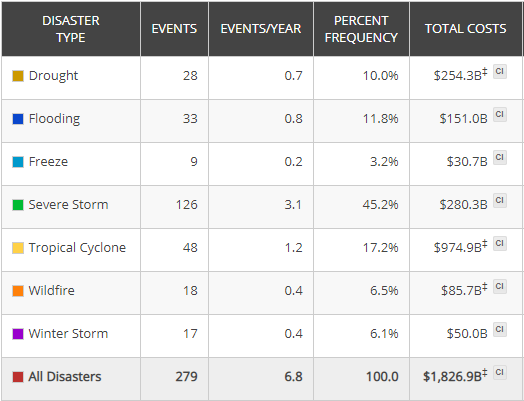 DISASTER TYPE EVENTS EVENTS/YEAR PERCENT FREQUENCY TOTAL COSTS
Drought 28 0.7 10.0% $254.3B‡ CI
Flooding 33 0.8 11.8% $151.0B CI
Freeze 9 0.2 3.2% $30.7B CI
Severe Storm 126 3.1 45.2% $280.3B CI
Tropical Cyclone 48 1.2 17.2% $974.9B‡ CI
Wildfire 18 0.4 6.5% $85.7B‡ CI
Winter Storm 17 0.4 6.1% $50.0B CI
All Disasters 279 6.8 100.0 $1,826.9B‡ CI